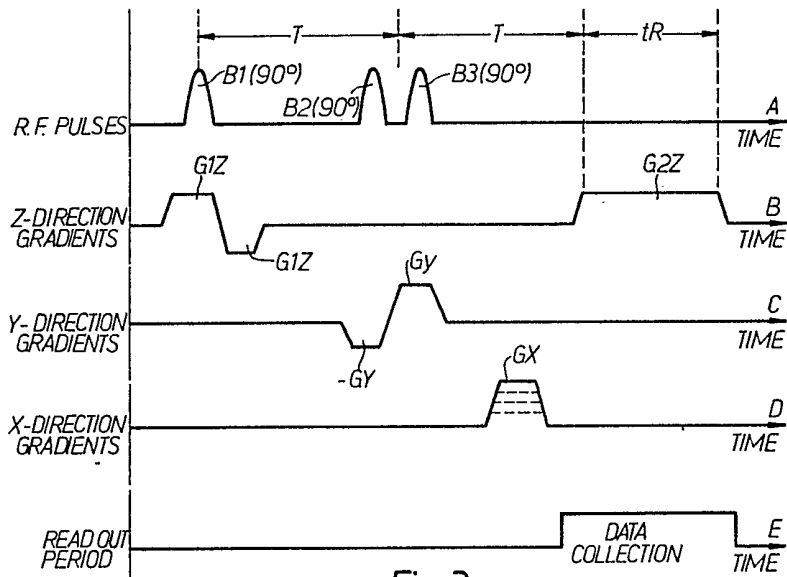 T T tR
B1(90°) B2(90°) B3(90°)
R.F. PULSES A
TIME
G1Z G2Z
Z-DIRECTION GRADIENTS B
G1Z TIME
Gy
Y-DIRECTION GRADIENTS C
-GY TIME
GX
X-DIRECTION GRADIENTS D
TIME
READ OUT PERIOD DATA COLLECTION E
TIME